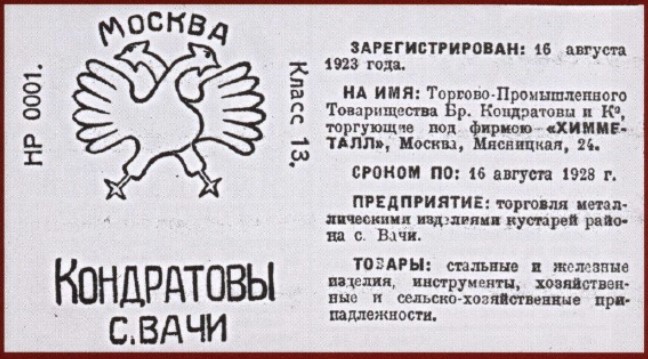 МОСКВА
НР 0001.
Класс 13.
КОНДРАТОВЫ
С. ВАЧИ
ЗАРЕГИСТРИРОВАН: 16 августа
1923 года.
НА ИМЯ: Торгово-Промышленного
Товарищества Бр. Кондратовы и Ко,
торгующие под фирмою «ХИММЕ-
ТАЛЛ», Москва, Мясницкая, 24.
СРОКОМ ПО: 16 августа 1928 г.
ПРЕДПРИЯТИЕ: торговля метал-
лическими изделиями кустарей райо-
на с. Вачи.
ТОВАРЫ: стальные и железные
изделия, инструменты, хозяйствен-
ные и сельско-хозяйственные при-
надлежности.